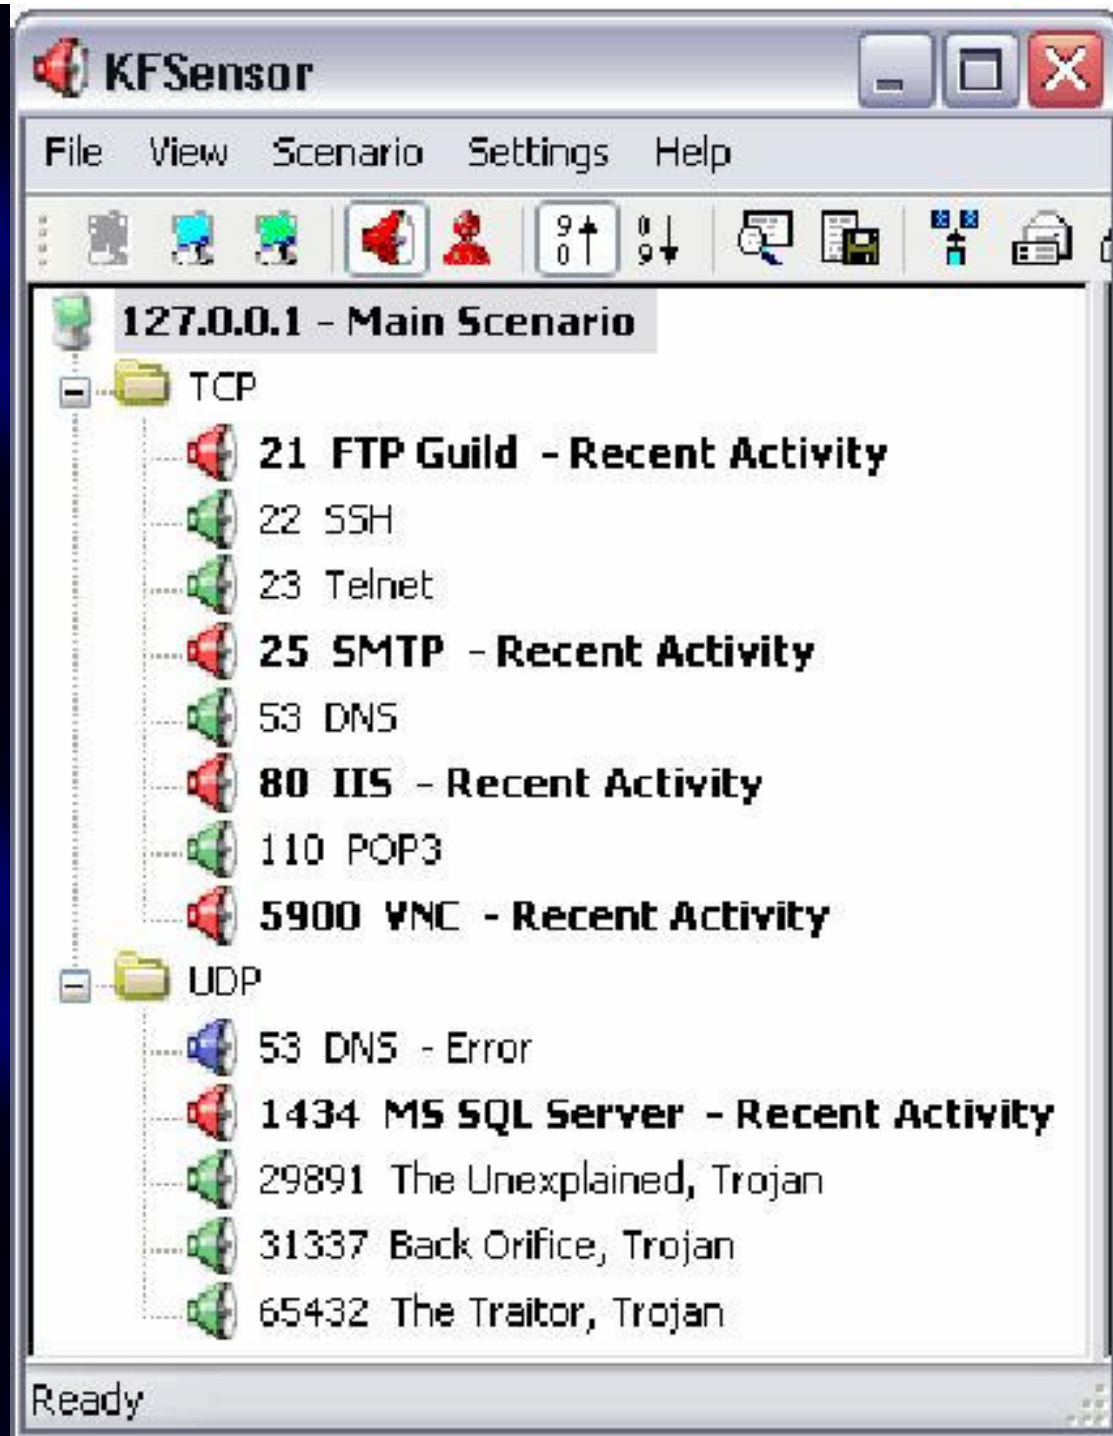 KFSensor
File View Scenario Settings Help
127.0.0.1 - Main Scenario
TCP
21 FTP Guild - Recent Activity
22 SSH
23 Telnet
25 SMTP - Recent Activity
53 DNS
80 IIS - Recent Activity
110 POP3
5900 VNC - Recent Activity
UDP
53 DNS - Error
1434 MS SQL Server - Recent Activity
29891 The Unexplained, Trojan
31337 Back Orifice, Trojan
65432 The Traitor, Trojan
Ready